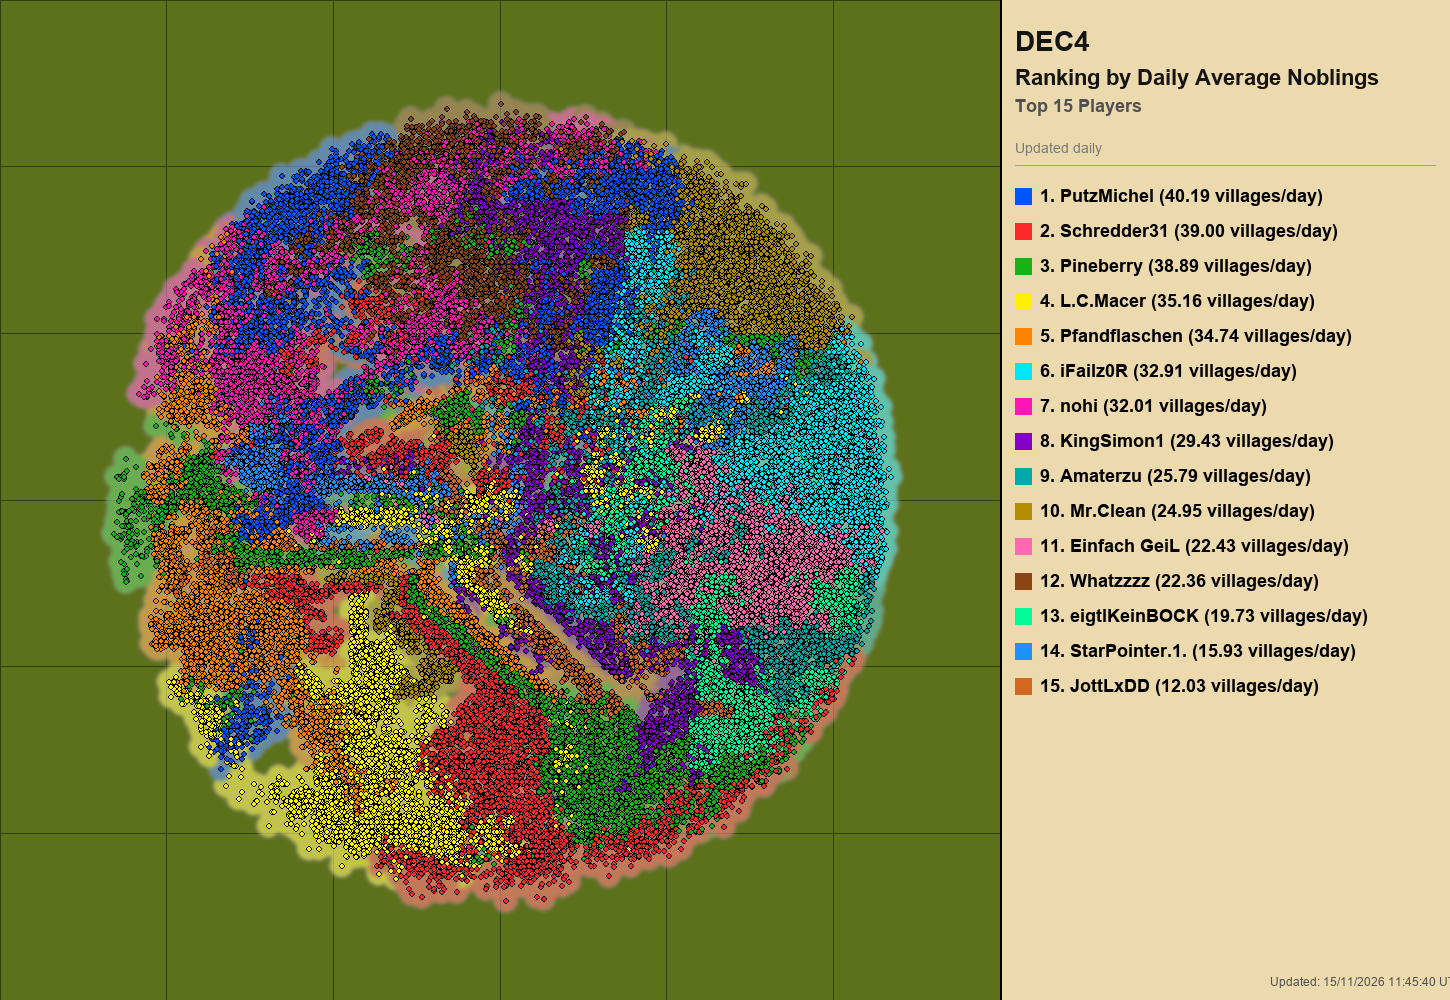 DEC4
Ranking by Daily Average Noblings
Top 15 Players
Updated daily
1. PutzMichel (40.19 villages/day)
2. Schredder31 (39.00 villages/day)
3. Pineberry (38.89 villages/day)
4. L.C.Macer (35.16 villages/day)
5. Pfandflaschen (34.74 villages/day)
6. iFailz0R (32.91 villages/day)
7. nohi (32.01 villages/day)
8. KingSimon1 (29.43 villages/day)
9. Amaterzu (25.79 villages/day)
10. Mr.Clean (24.95 villages/day)
11. Einfach GeiL (22.43 villages/day)
12. Whatzzzz (22.36 villages/day)
13. eigtlKeinBOCK (19.73 villages/day)
14. StarPointer.1. (15.93 villages/day)
15. JottLxDD (12.03 villages/day)
Updated: 15/11/2026 11:45:40